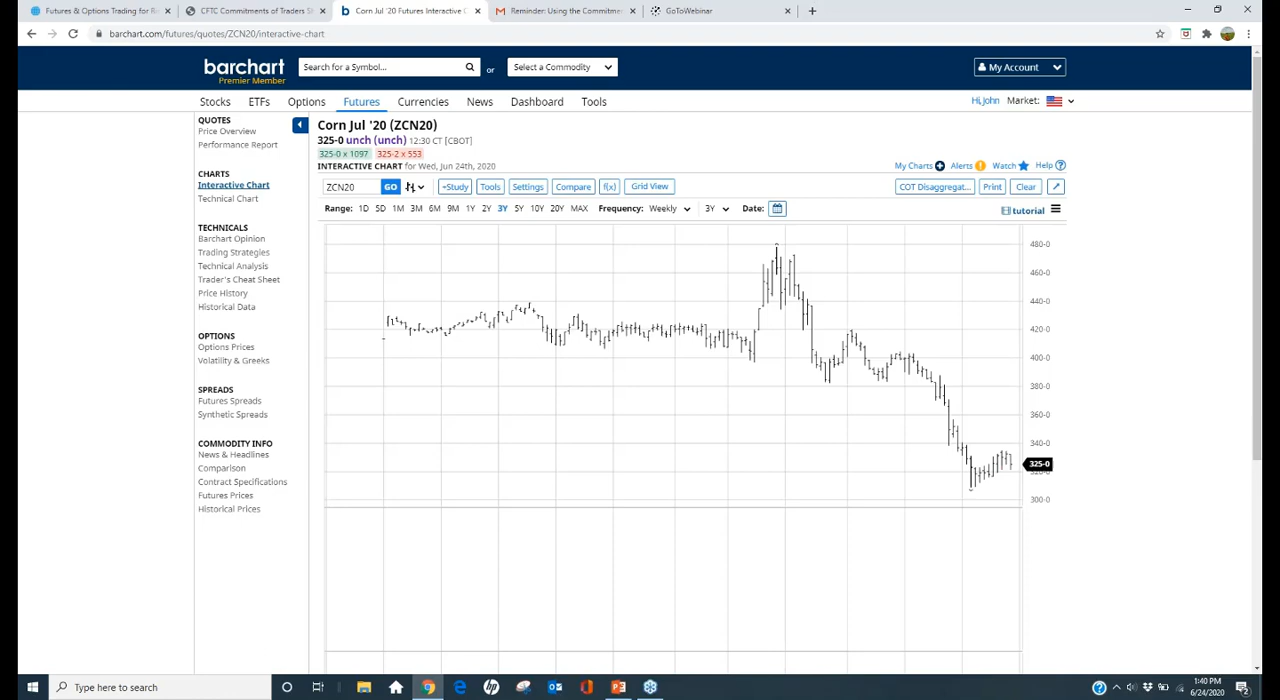 Futures & Options Trading for Ri
CFTC Commitments of Traders S
Corn Jul '20 Futures Interactive C
Reminder: Using the Commitme
GoToWebinar
barchart.com/futures/quotes/ZCN20/interactive-chart
barchart
Premier Member
Search for a Symbol...
or
Select a Commodity
My Account
Stocks ETFs Options Futures Currencies News Dashboard Tools
Hi, John Market:
QUOTES
Price Overview
Performance Report
CHARTS
Interactive Chart
Technical Chart
TECHNICALS
Barchart Opinion
Trading Strategies
Technical Analysis
Trader's Cheat Sheet
Price History
Historical Data
OPTIONS
Options Prices
Volatility & Greeks
SPREADS
Futures Spreads
Synthetic Spreads
COMMODITY INFO
News & Headlines
Comparison
Contract Specifications
Futures Prices
Historical Prices
Corn Jul '20 (ZCN20)
325-0 unch (unch) 12:30 CT [CBOT]
325-0 x 1097 325-2 x 553
INTERACTIVE CHART for Wed, Jun 24th, 2020
My Charts Alerts Watch Help
ZCN20 GO +Study Tools Settings Compare f(x) Grid View
COT Disaggregat... Print Clear
Range: 1D 5D 1M 3M 6M 9M 1Y 2Y 3Y 5Y 10Y 20Y MAX Frequency: Weekly 3Y Date:
tutorial
480-0
460-0
440-0
420-0
400-0
380-0
360-0
340-0
325-0
320-0
300-0
Type here to search
1:40 PM
6/24/2020